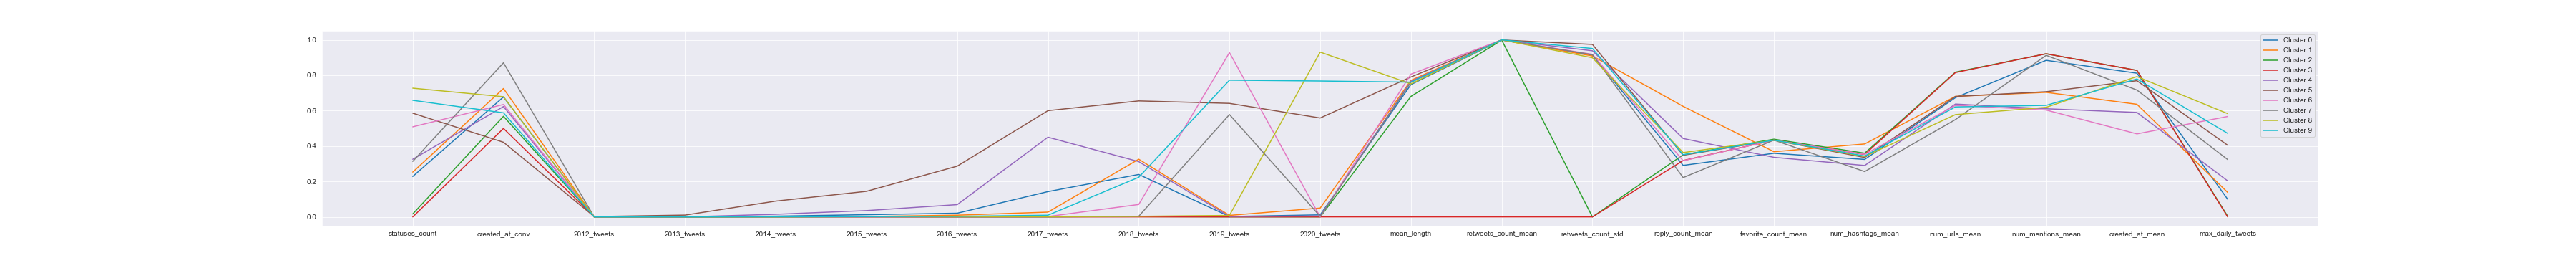 1.0
0.8
0.6
0.4
0.2
0.0
statuses_count created_at_conv 2012_tweets 2013_tweets 2014_tweets 2015_tweets 2016_tweets 2017_tweets 2018_tweets 2019_tweets 2020_tweets mean_length retweets_count_mean retweets_count_std reply_count_mean favorite_count_mean num_hashtags_mean num_urls_mean num_mentions_mean created_at_mean max_daily_tweets
Cluster 0
Cluster 1
Cluster 2
Cluster 3
Cluster 4
Cluster 5
Cluster 6
Cluster 7
Cluster 8
Cluster 9